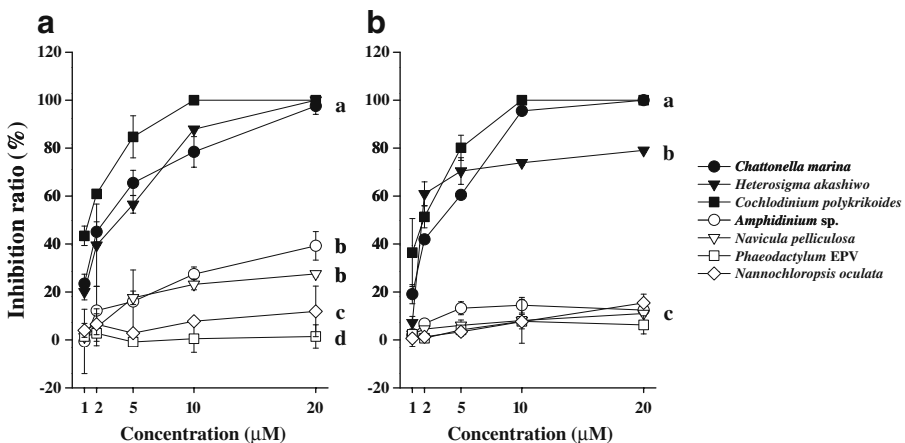 a
b
120
100
80
60
40
20
0
-20
Inhibition ratio (%)
1 2 5 10 20
Concentration (μM)
a
b
b
c
d
120
100
80
60
40
20
0
-20
1 2 5 10 20
Concentration (μM)
a
b
c
Chattonella marina
Heterosigma akashiwo
Cochlodinium polykrikoides
Amphidinium sp.
Navicula pelliculosa
Phaeodactylum EPV
Nannochloropsis oculata